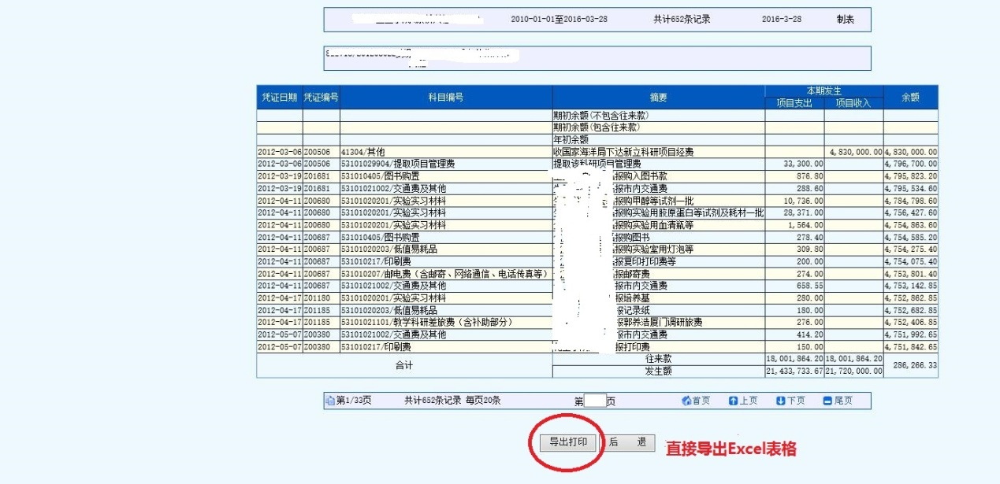 2010-01-01至2016-03-28 共计652条记录 2016-3-28 制表
凭证日期 凭证编号 科目编号 摘要 本期发生 余额
项目支出 项目收入
期初余额(不包含往来款)
期初余额(包含往来款)
年初余额
2012-03-06 Z00506 41304/其他 收国家海洋局下达新立科研项目经费 4,830,000.00 4,830,000.00
2012-03-06 Z00506 53101029904/提取项目管理费 提取该科研项目管理费 33,300.00 4,796,700.00
2012-03-19 Z01681 531010405/图书购置 报购入图书款 876.80 4,795,823.20
2012-03-19 Z01681 53101021002/交通费及其他 报市内交通费 288.60 4,795,534.60
2012-04-11 Z00680 53101020201/实验实习材料 报购甲醇等试剂一批 10,736.00 4,784,798.60
2012-04-11 Z00680 53101020201/实验实习材料 报购实验用胶原蛋白等试剂及耗材一批 28,371.00 4,756,427.60
2012-04-11 Z00680 53101020201/实验实习材料 报购实验用血清瓶等 1,564.00 4,754,863.60
2012-04-11 Z00687 531010405/图书购置 报购图书 278.40 4,754,585.20
2012-04-11 Z00687 53101020203/低值易耗品 报购实验室用灯泡等 309.80 4,754,275.40
2012-04-11 Z00687 531010217/印刷费 报复印打印费等 200.00 4,754,075.40
2012-04-11 Z00687 531010207/邮电费(含邮寄、网络通信、电话传真等) 报邮寄费 274.00 4,753,801.40
2012-04-11 Z00687 53101021002/交通费及其他 报市内交通费 658.55 4,753,142.85
2012-04-17 Z01180 53101020201/实验实习材料 报培养基 280.00 4,752,862.85
2012-04-17 Z01185 53101020203/低值易耗品 报记录纸 180.00 4,752,682.85
2012-04-17 Z01185 53101021101/教学科研差旅费(含补助部分) 报郭养浩厦门调研旅费 276.00 4,752,406.85
2012-05-07 Z00380 53101021002/交通费及其他 报市内交通费 414.20 4,751,992.65
2012-05-07 Z00380 531010217/印刷费 报打印费 150.00 4,751,842.65
合计 往来款 18,001,864.20 18,001,864.20 286,266.33
发生额 21,433,733.67 21,720,000.00
第1/33页 共计652条记录 每页20条 第 页 首页 上页 下页 尾页
导出打印 后 退 直接导出Excel表格